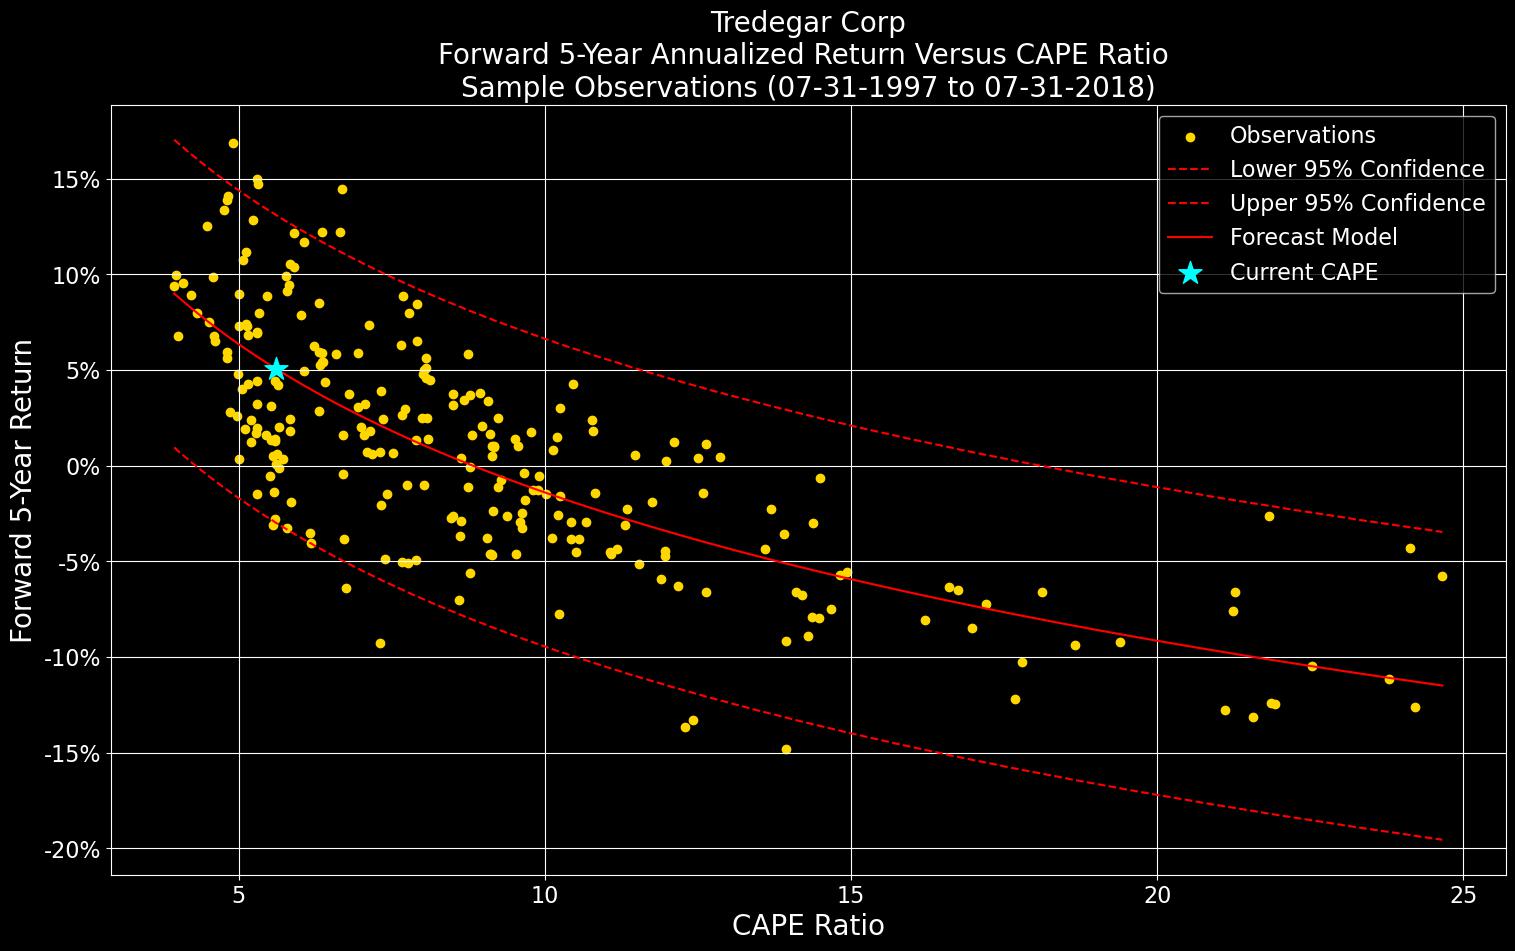 Tredegar Corp
Forward 5-Year Annualized Return Versus CAPE Ratio
Sample Observations (07-31-1997 to 07-31-2018)
Observations
Lower 95% Confidence
Upper 95% Confidence
Forecast Model
Current CAPE
Forward 5-Year Return
15%
10%
5%
0%
-5%
-10%
-15%
-20%
5
10
15
20
25
CAPE Ratio